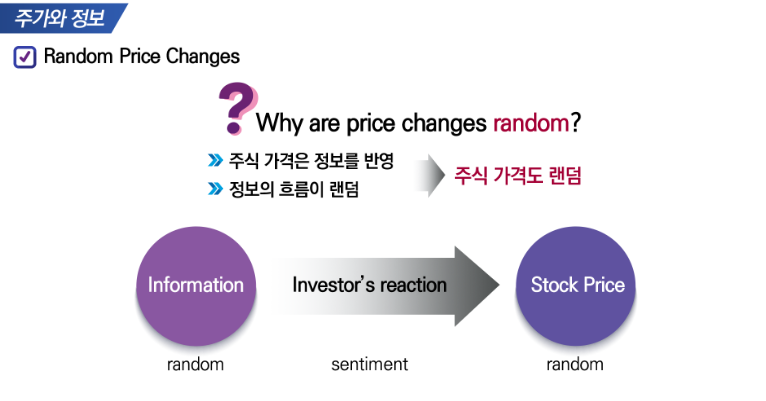 주가와 정보
Random Price Changes
? Why are price changes random?
주식 가격은 정보를 반영
정보의 흐름이 랜덤
주식 가격도 랜덤
Information
Investor's reaction
Stock Price
random
sentiment
random